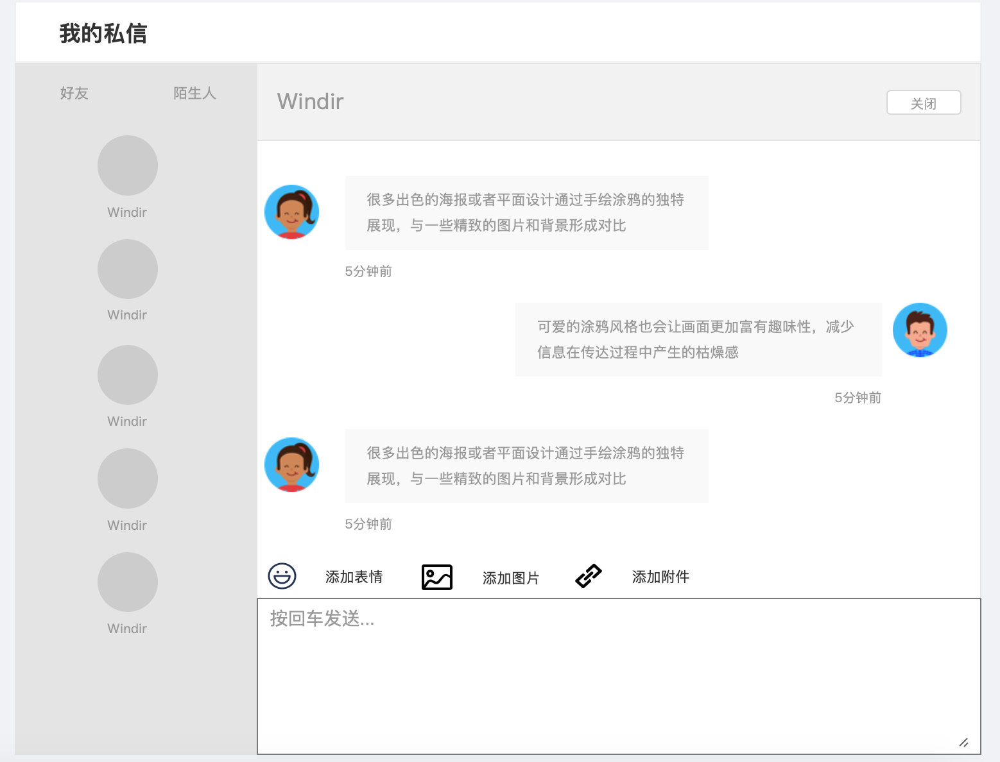 我的私信
好友
陌生人
Windir
Windir
Windir
Windir
Windir
Windir
关闭
很多出色的海报或者平面设计通过手绘涂鸦的独特
展现，与一些精致的图片和背景形成对比
5分钟前
可爱的涂鸦风格也会让画面更加富有趣味性，减少
信息在传达过程中产生的枯燥感
5分钟前
很多出色的海报或者平面设计通过手绘涂鸦的独特
展现，与一些精致的图片和背景形成对比
5分钟前
添加表情
添加图片
添加附件
按回车发送...